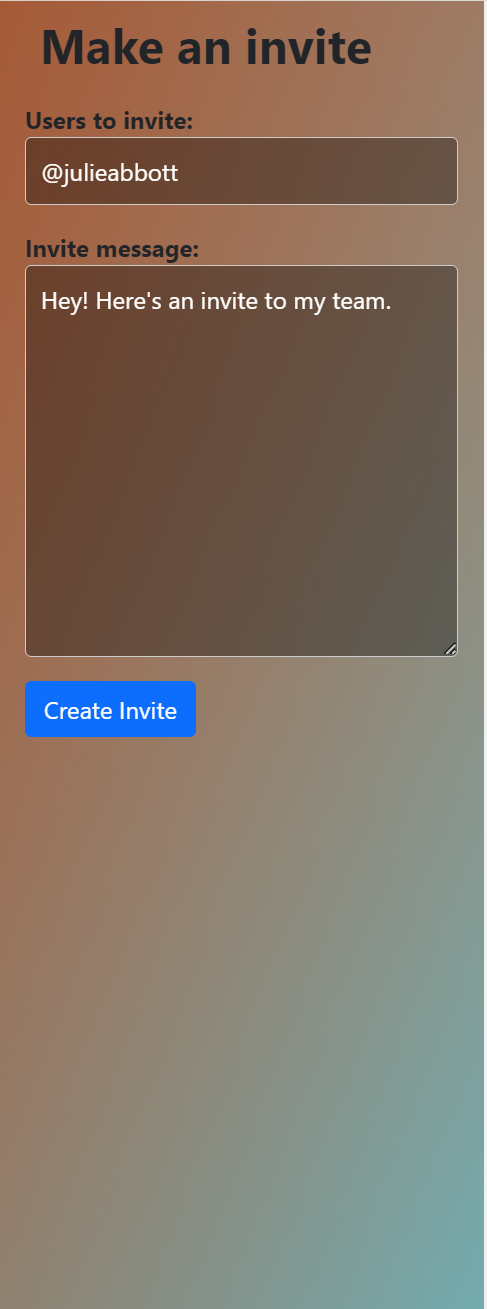 Make an invite
Users to invite:
@julieabbott
Invite message:
Hey! Here's an invite to my team.
Create Invite